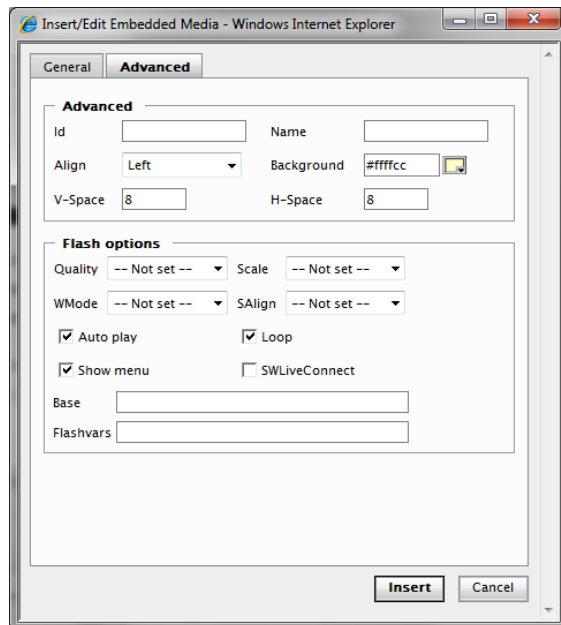 Insert/Edit Embedded Media - Windows Internet Explorer
General Advanced
Advanced
Id Name
Align Left Background #ffffcc
V-Space 8 H-Space 8
Flash options
Quality -- Not set -- Scale -- Not set --
WMode -- Not set -- SAlign -- Not set --
Auto play Loop
Show menu SWLiveConnect
Base
Flashvars
Insert Cancel